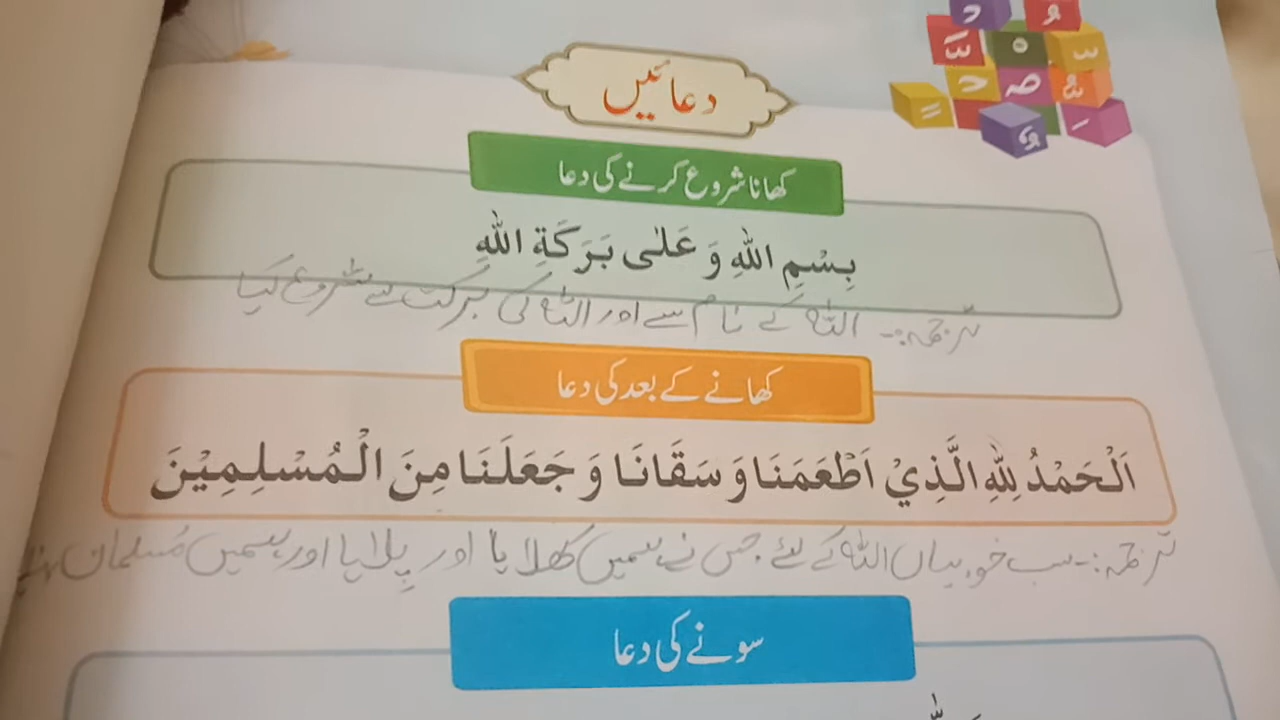 دعائیں
کھانا شروع کرنے کی دعا
بِسْمِ اللهِ وَ عَلٰى بَرَكَةِ اللهِ
ترجمہ:۔ اللہ کے نام سے اور اللہ کی برکت سے شروع کیا
کھانے کے بعد کی دعا
اَلْحَمْدُ لِلّٰهِ الَّذِيْ اَطْعَمَنَا وَ سَقَانَا وَ جَعَلَنَا مِنَ الْمُسْلِمِيْنَ
ترجمہ:۔ سب خوبیاں اللہ کے لئے جس نے ہمیں کھلایا اور پِلایا اور ہمیں مُسلمان
سونے کی دعا